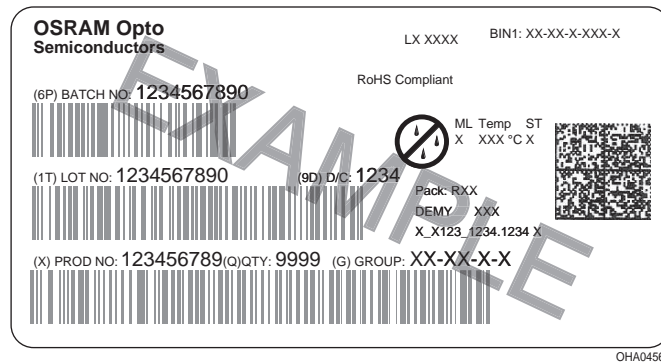 OSRAM Opto
Semiconductors
LX XXXX
BIN1: XX-XX-X-XXX-X
RoHS Compliant
(6P) BATCH NO: 1234567890
ML Temp ST
X XXX °C X
(1T) LOT NO: 1234567890 (9D) D/C: 1234
Pack: RXX
DEMY XXX
X_X123_1234.1234 X
(X) PROD NO: 123456789(Q)QTY: 9999 (G) GROUP: XX-XX-X-X
EXAMPLE
OHA0456